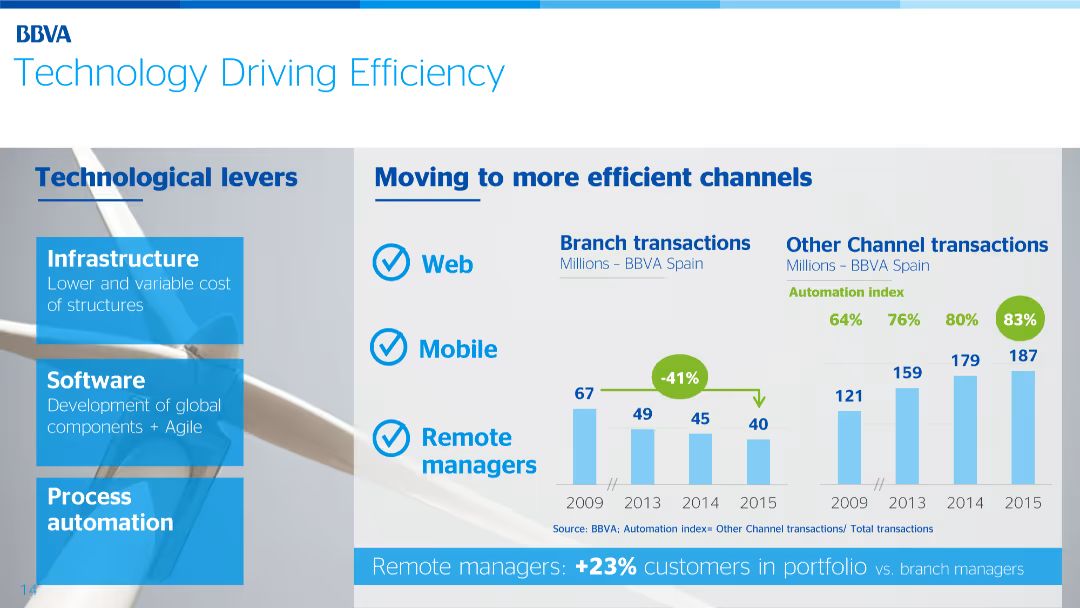 BBVA
Technology Driving Efficiency
Technological levers
Infrastructure
Lower and variable cost
of structures
Software
Development of global
components + Agile
Process
automation
Moving to more efficient channels
Web
Mobile
Remote
managers
Branch transactions
Millions – BBVA Spain
-41%
67
49
45
40
2009
//
2013
2014
2015
Other Channel transactions
Millions – BBVA Spain
Automation index
64%
76%
80%
83%
121
159
179
187
2009
//
2013
2014
2015
Source: BBVA; Automation index= Other Channel transactions/ Total transactions
Remote managers: +23% customers in portfolio vs. branch managers
14